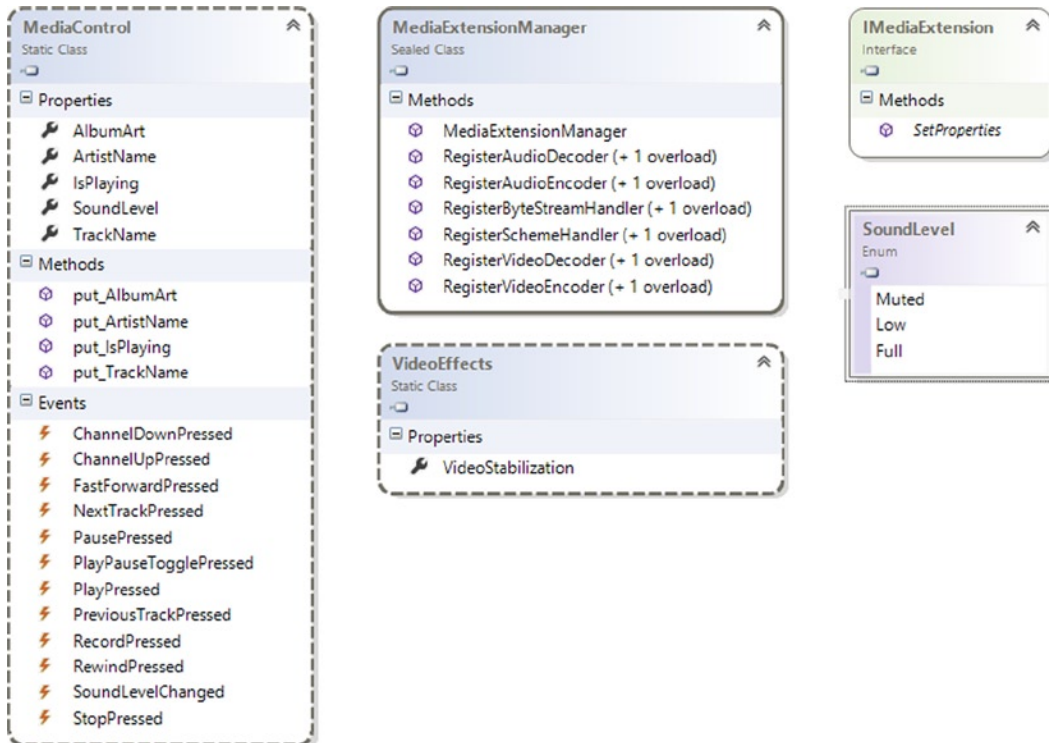 MediaControl
Static Class
Properties
AlbumArt
ArtistName
IsPlaying
SoundLevel
TrackName
Methods
put_AlbumArt
put_ArtistName
put_IsPlaying
put_TrackName
Events
ChannelDownPressed
ChannelUpPressed
FastForwardPressed
NextTrackPressed
PausePressed
PlayPauseTogglePressed
PlayPressed
PreviousTrackPressed
RecordPressed
RewindPressed
SoundLevelChanged
StopPressed
MediaExtensionManager
Sealed Class
Methods
MediaExtensionManager
RegisterAudioDecoder (+ 1 overload)
RegisterAudioEncoder (+ 1 overload)
RegisterByteStreamHandler (+ 1 overload)
RegisterSchemeHandler (+ 1 overload)
RegisterVideoDecoder (+ 1 overload)
RegisterVideoEncoder (+ 1 overload)
VideoEffects
Static Class
Properties
VideoStabilization
IMediaExtension
Interface
Methods
SetProperties
SoundLevel
Enum
Muted
Low
Full